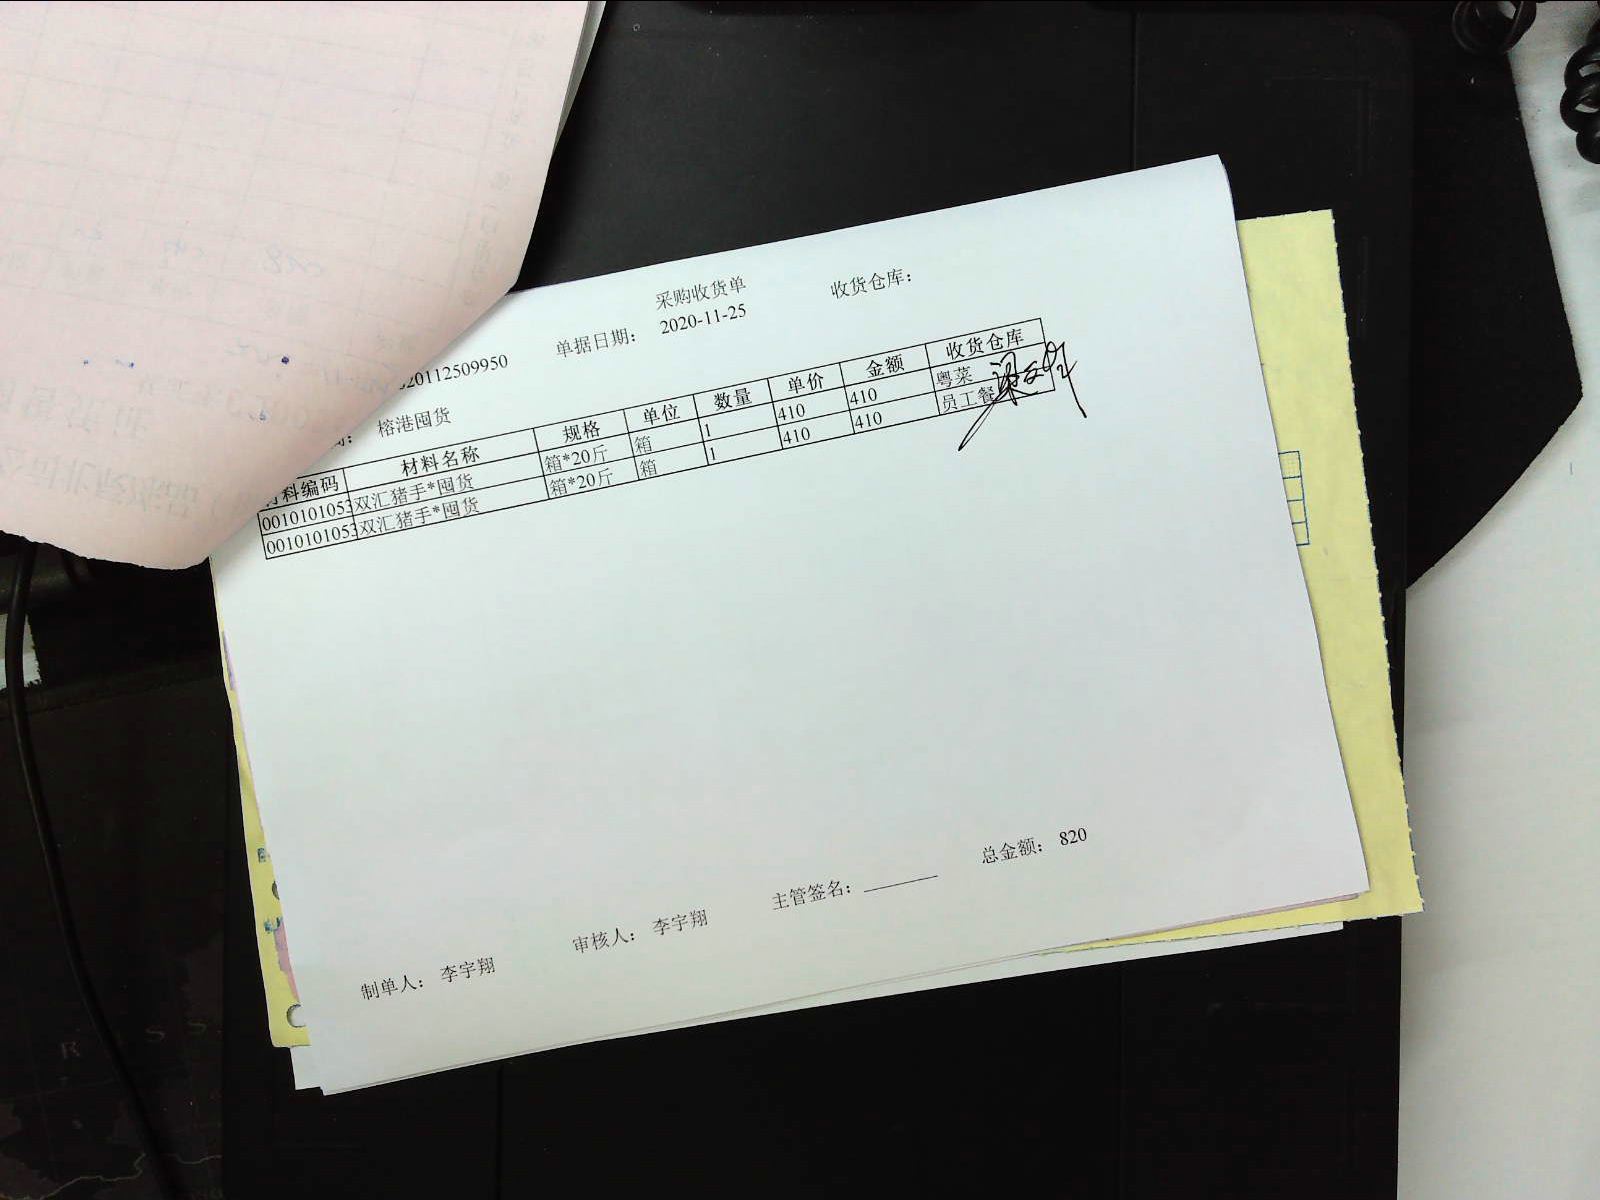 采购收货单
20112509950 单据日期： 2020-11-25 收货仓库：
榕港囤货
材料编码 材料名称 规格 单位 数量 单价 金额 收货仓库
0010101053 双汇猪手*囤货 箱*20斤 箱 1 410 410 粤菜
0010101053 双汇猪手*囤货 箱*20斤 箱 1 410 410 员工餐
总金额： 820
制单人： 李宇翔 审核人： 李宇翔 主管签名：